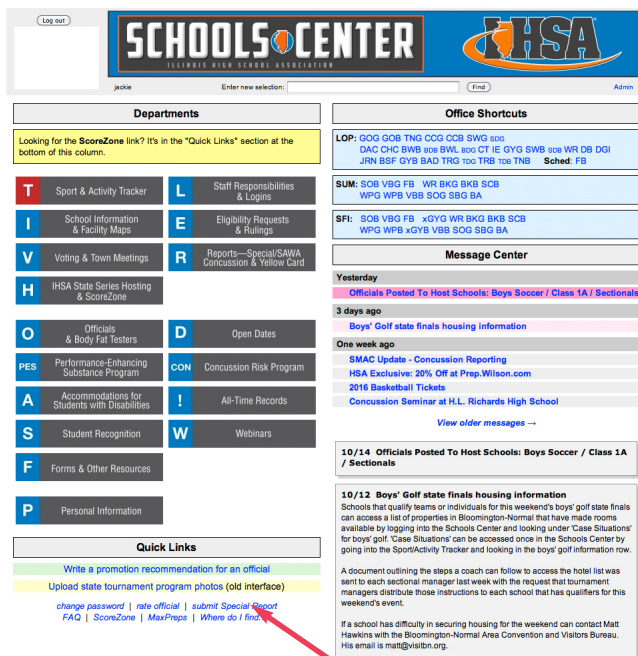 Log out
SCHOOLS CENTER
ILLINOIS HIGH SCHOOL ASSOCIATION
IHSA
jackie
Enter new selection:
Find
Admin
Departments
Looking for the ScoreZone link? It's in the "Quick Links" section at the
bottom of this column.
T Sport & Activity Tracker
L Staff Responsibilities
& Logins
I School Information
& Facility Maps
E Eligibility Requests
& Rulings
V Voting & Town Meetings
R Reports—Special/SAWA
Concussion & Yellow Card
H IHSA State Series Hosting
& ScoreZone
O Officials
& Body Fat Testers
D Open Dates
PES Performance-Enhancing
Substance Program
CON Concussion Risk Program
A Accommodations for
Students with Disabilities
! All-Time Records
S Student Recognition
W Webinars
F Forms & Other Resources
P Personal Information
Quick Links
Write a promotion recommendation for an official
Upload state tournament program photos (old interface)
change password | rate official | submit Special Report
FAQ | ScoreZone | MaxPreps | Where do I find...
Office Shortcuts
LOP: GOG GOB TNG CCG CCB SWG SDG
DAC CHC BWB BDB BWL BDG CT IE GYG SWB SDB WR DB DGI
JRN BSF GYB BAD TRG TDG TRB TDB TNB Sched: FB
SUM: SOB VBG FB WR BKG BKB SCB
WPG WPB VBB SOG SBG BA
SFI: SOB VBG FB xGYG WR BKG BKB SCB
WPG WPB xGYB VBB SOG SBG BA
Message Center
Yesterday
Officials Posted To Host Schools: Boys Soccer / Class 1A / Sectionals
3 days ago
Boys' Golf state finals housing information
One week ago
SMAC Update - Concussion Reporting
HSA Exclusive: 20% Off at Prep.Wilson.com
2016 Basketball Tickets
Concussion Seminar at H.L. Richards High School
View older messages →
10/14 Officials Posted To Host Schools: Boys Soccer / Class 1A
/ Sectionals
10/12 Boys' Golf state finals housing information
Schools that qualify teams or individuals for this weekend's boys' golf state finals
can access a list of properties in Bloomington-Normal that have made rooms
available by logging into the Schools Center and looking under 'Case Situations'
for boys' golf. 'Case Situations' can be accessed once in the Schools Center by
going into the Sport/Activity Tracker and looking in the boys' golf information row.
A document outlining the steps a coach can follow to access the hotel list was
sent to each sectional manager last week with the request that tournament
managers distribute those instructions to each school that has qualifiers for this
weekend's event.
If a school has difficulty in securing housing for the weekend can contact Matt
Hawkins with the Bloomington-Normal Area Convention and Visitors Bureau.
His email is matt@visitbn.org.